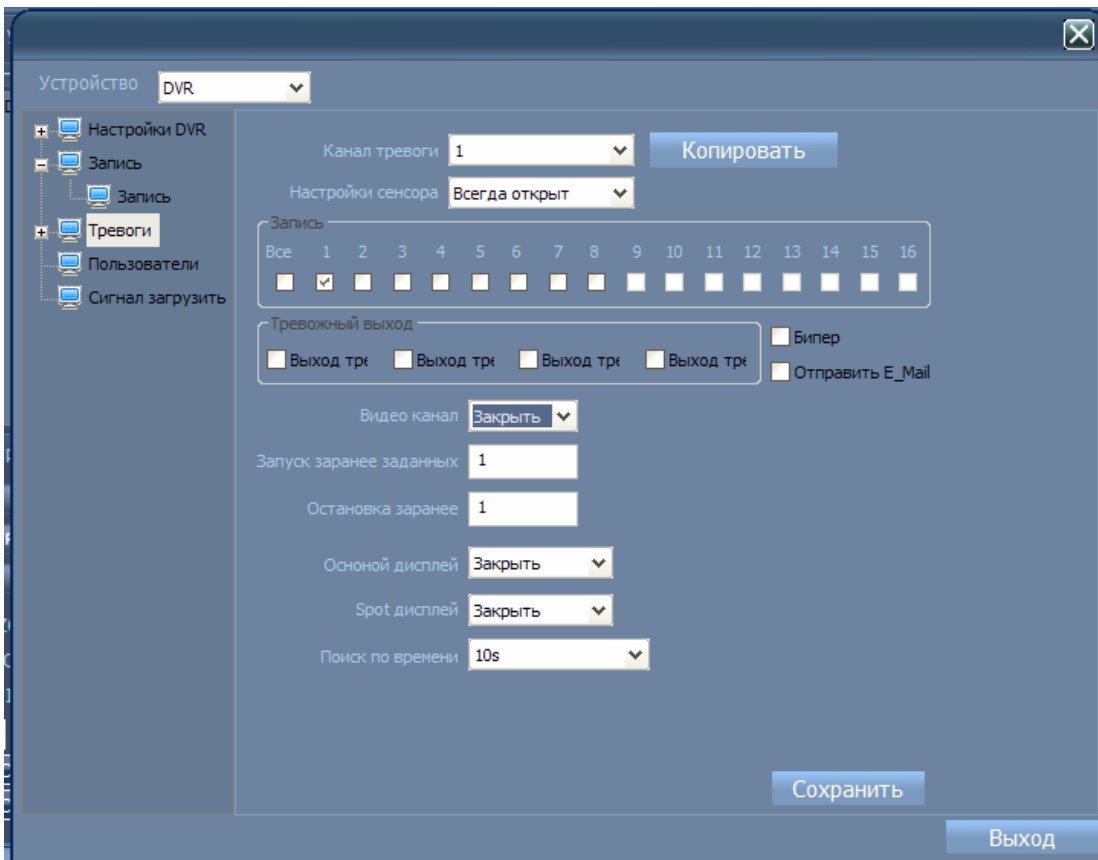 Устройство DVR
Настройки DVR
Запись
Запись
Тревоги
Пользователи
Сигнал загрузить
Канал тревоги 1 Копировать
Настройки сенсора Всегда открыт
Запись
Все 1 2 3 4 5 6 7 8 9 10 11 12 13 14 15 16
Тревожный выход
Выход тре Выход тре Выход тре Выход тре
Бипер
Отправить E_Mail
Видео канал Закрыть
Запуск заранее заданных 1
Остановка заранее 1
Осноной дисплей Закрыть
Spot дисплей Закрыть
Поиск по времени 10s
Сохранить
Выход